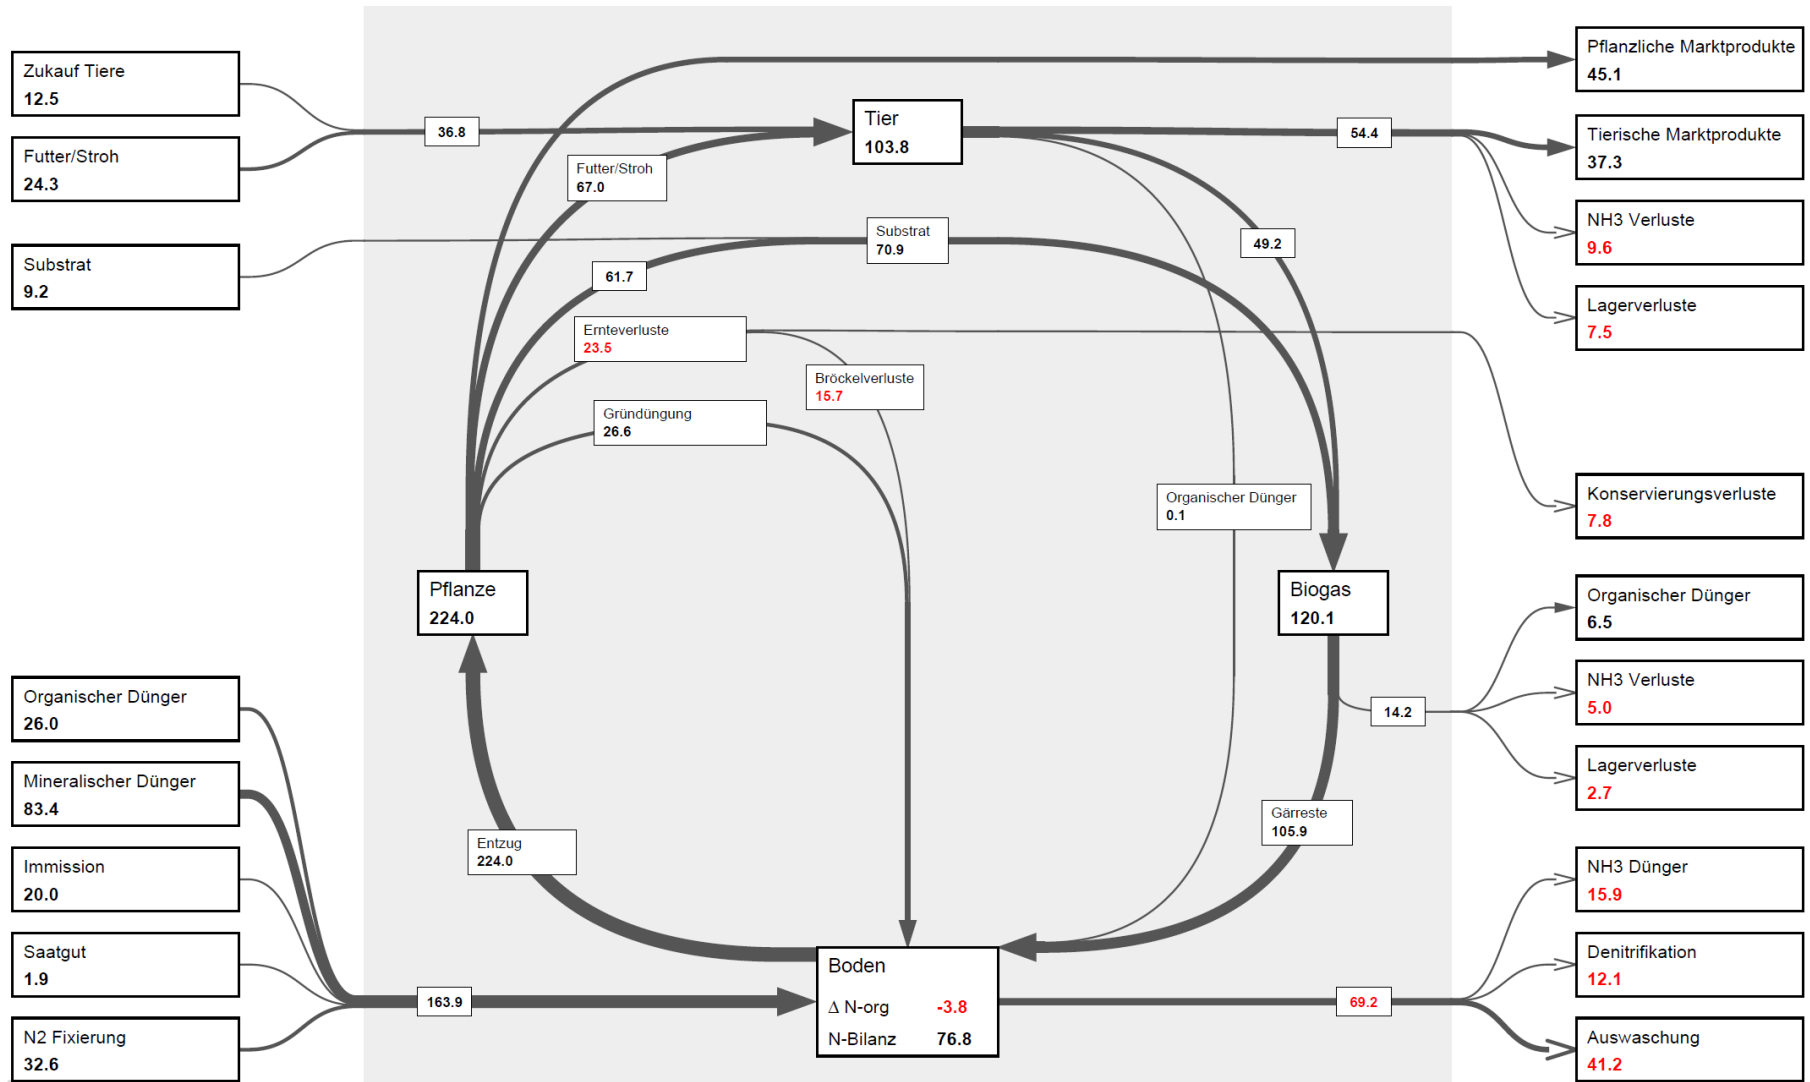 Zukauf Tiere
12.5
Futter/Stroh
24.3
Substrat
9.2
Organischer Dünger
26.0
Mineralischer Dünger
83.4
Immission
20.0
Saatgut
1.9
N2 Fixierung
32.6
36.8
Tier
103.8
54.4
Futter/Stroh
67.0
Substrat
70.9
49.2
61.7
Ernteverluste
23.5
Bröckelverluste
15.7
Gründüngung
26.6
Organischer Dünger
0.1
Pflanze
224.0
Biogas
120.1
14.2
Gärreste
105.9
Entzug
224.0
163.9
Boden
Δ N-org -3.8
N-Bilanz 76.8
69.2
Pflanzliche Marktprodukte
45.1
Tierische Marktprodukte
37.3
NH3 Verluste
9.6
Lagerverluste
7.5
Konservierungsverluste
7.8
Organischer Dünger
6.5
NH3 Verluste
5.0
Lagerverluste
2.7
NH3 Dünger
15.9
Denitrifikation
12.1
Auswaschung
41.2